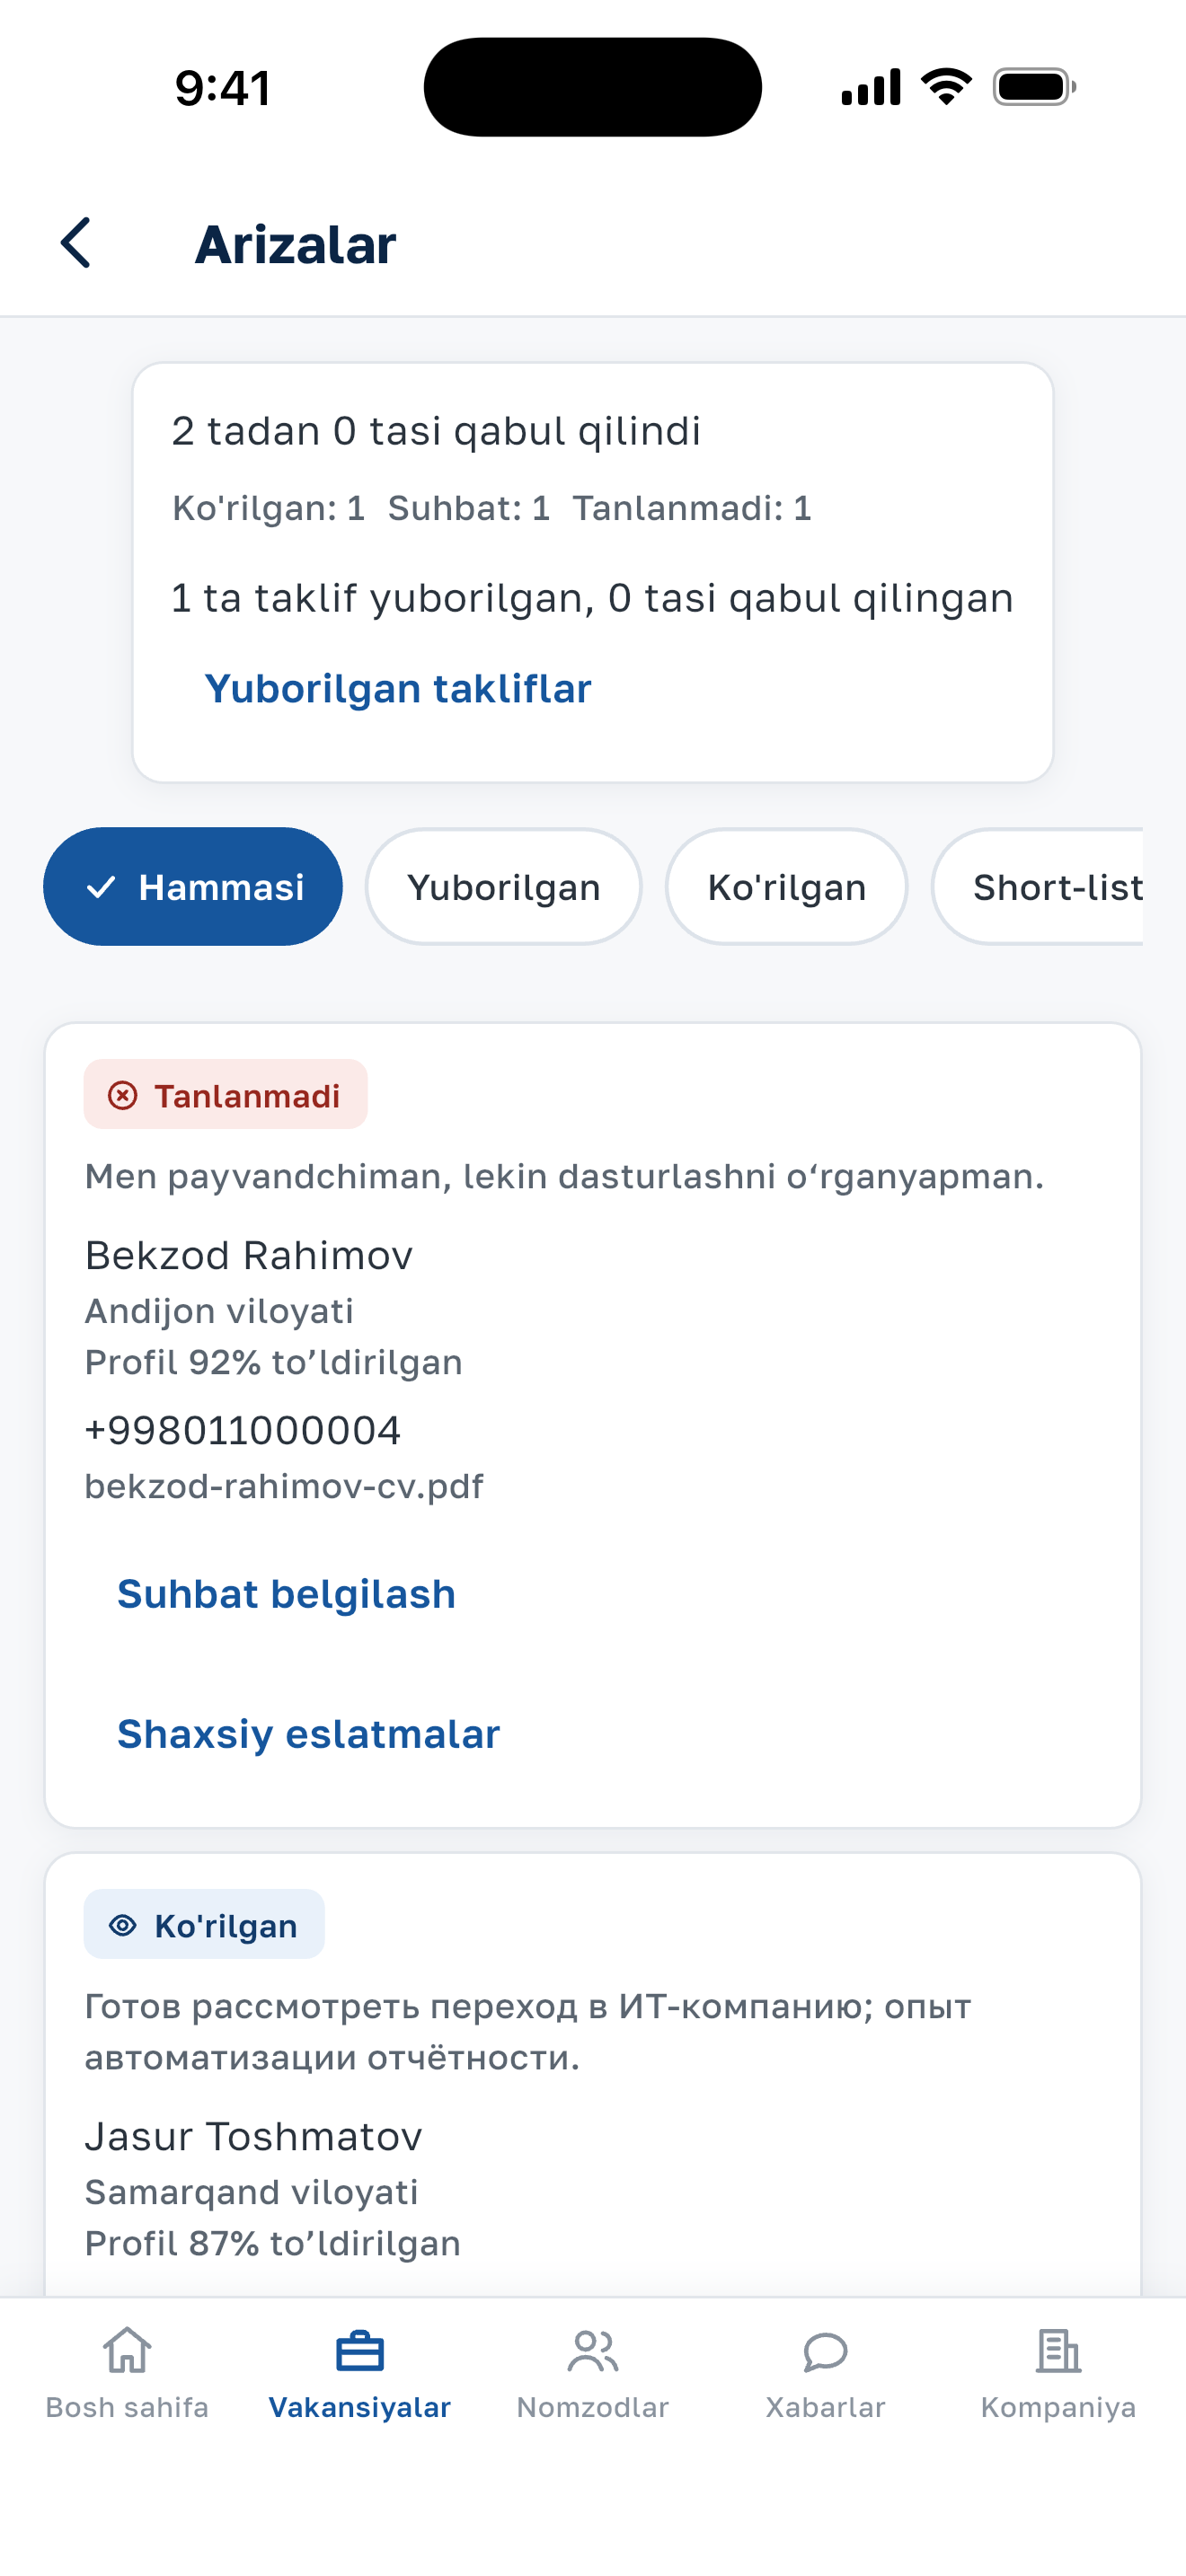 9:41
Arizalar
2 tadan 0 tasi qabul qilindi
Ko'rilgan: 1 Suhbat: 1 Tanlanmadi: 1
1 ta taklif yuborilgan, 0 tasi qabul qilingan
Yuborilgan takliflar
Hammasi
Yuborilgan
Ko'rilgan
Short-list
Tanlanmadi
Men payvandchiman, lekin dasturlashni o‘rganyapman.
Bekzod Rahimov
Andijon viloyati
Profil 92% to’ldirilgan
+998011000004
bekzod-rahimov-cv.pdf
Suhbat belgilash
Shaxsiy eslatmalar
Ko'rilgan
Готов рассмотреть переход в ИТ-компанию; опыт
автоматизации отчётности.
Jasur Toshmatov
Samarqand viloyati
Profil 87% to’ldirilgan
Bosh sahifa
Vakansiyalar
Nomzodlar
Xabarlar
Kompaniya